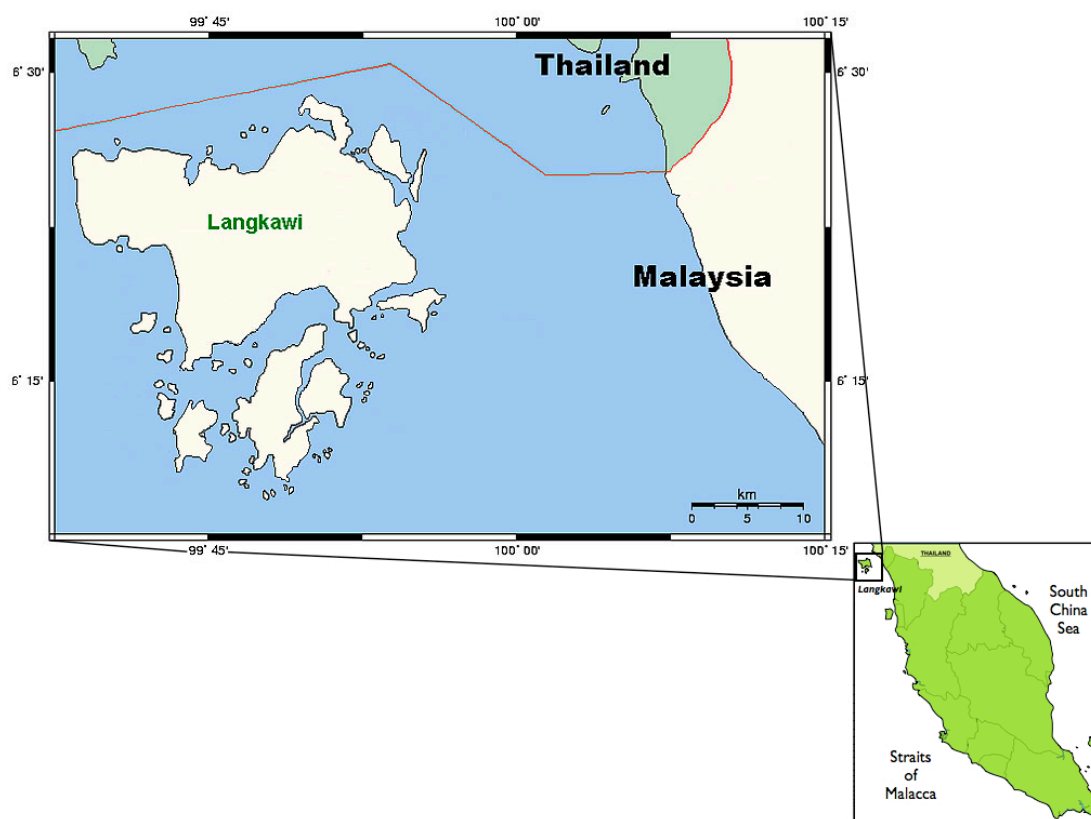 99° 45'
100° 00'
100° 15'
6° 30'
Thailand
6° 30'
Langkawi
Malaysia
6° 15'
6° 15'
km
0 5 10
99° 45'
100° 00'
100° 15'
THAILAND
Langkawi
South
China
Sea
Straits
of
Malacca